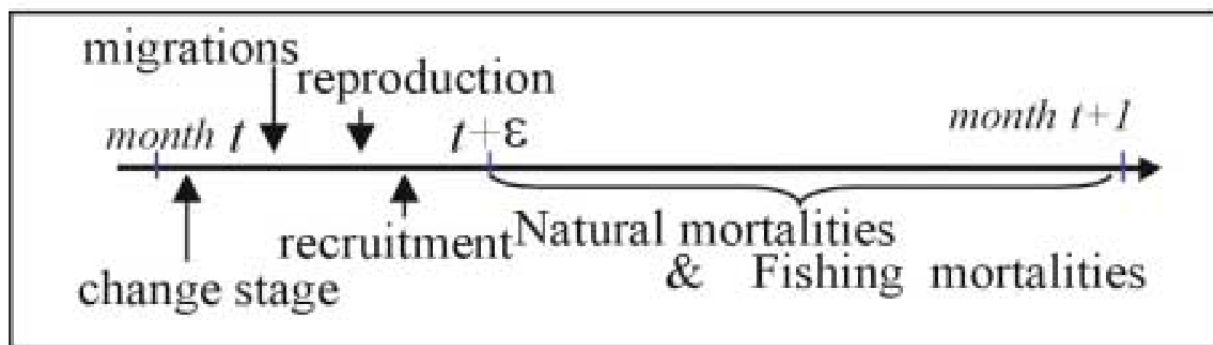 migrations
reproduction
month t
t+ε
month t+1
recruitment
Natural mortalities
& Fishing mortalities
change stage